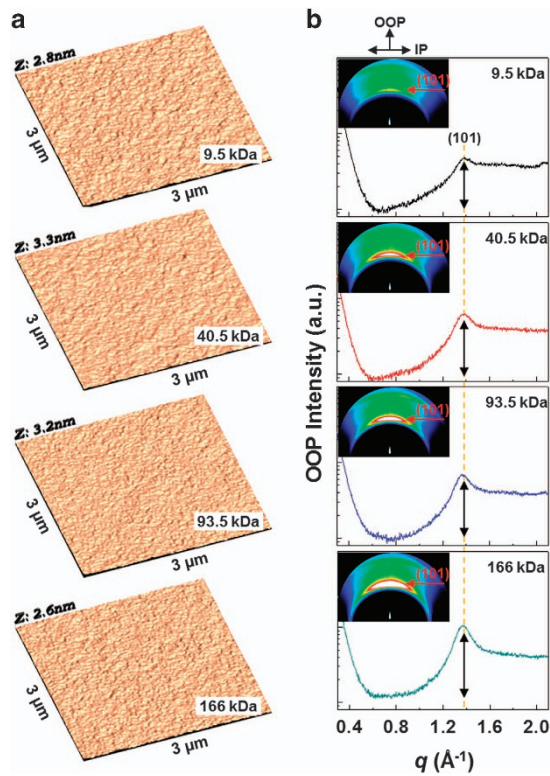 a
Z: 2.8nm
3 µm
3 µm
9.5 kDa
Z: 3.3nm
3 µm
3 µm
40.5 kDa
Z: 3.2nm
3 µm
3 µm
93.5 kDa
Z: 2.6nm
3 µm
3 µm
166 kDa
b
OOP
IP
(101)
9.5 kDa
(101)
(101)
40.5 kDa
(101)
93.5 kDa
(101)
166 kDa
OOP Intensity (a.u.)
0.4 0.8 1.2 1.6 2.0
q (Å-1)